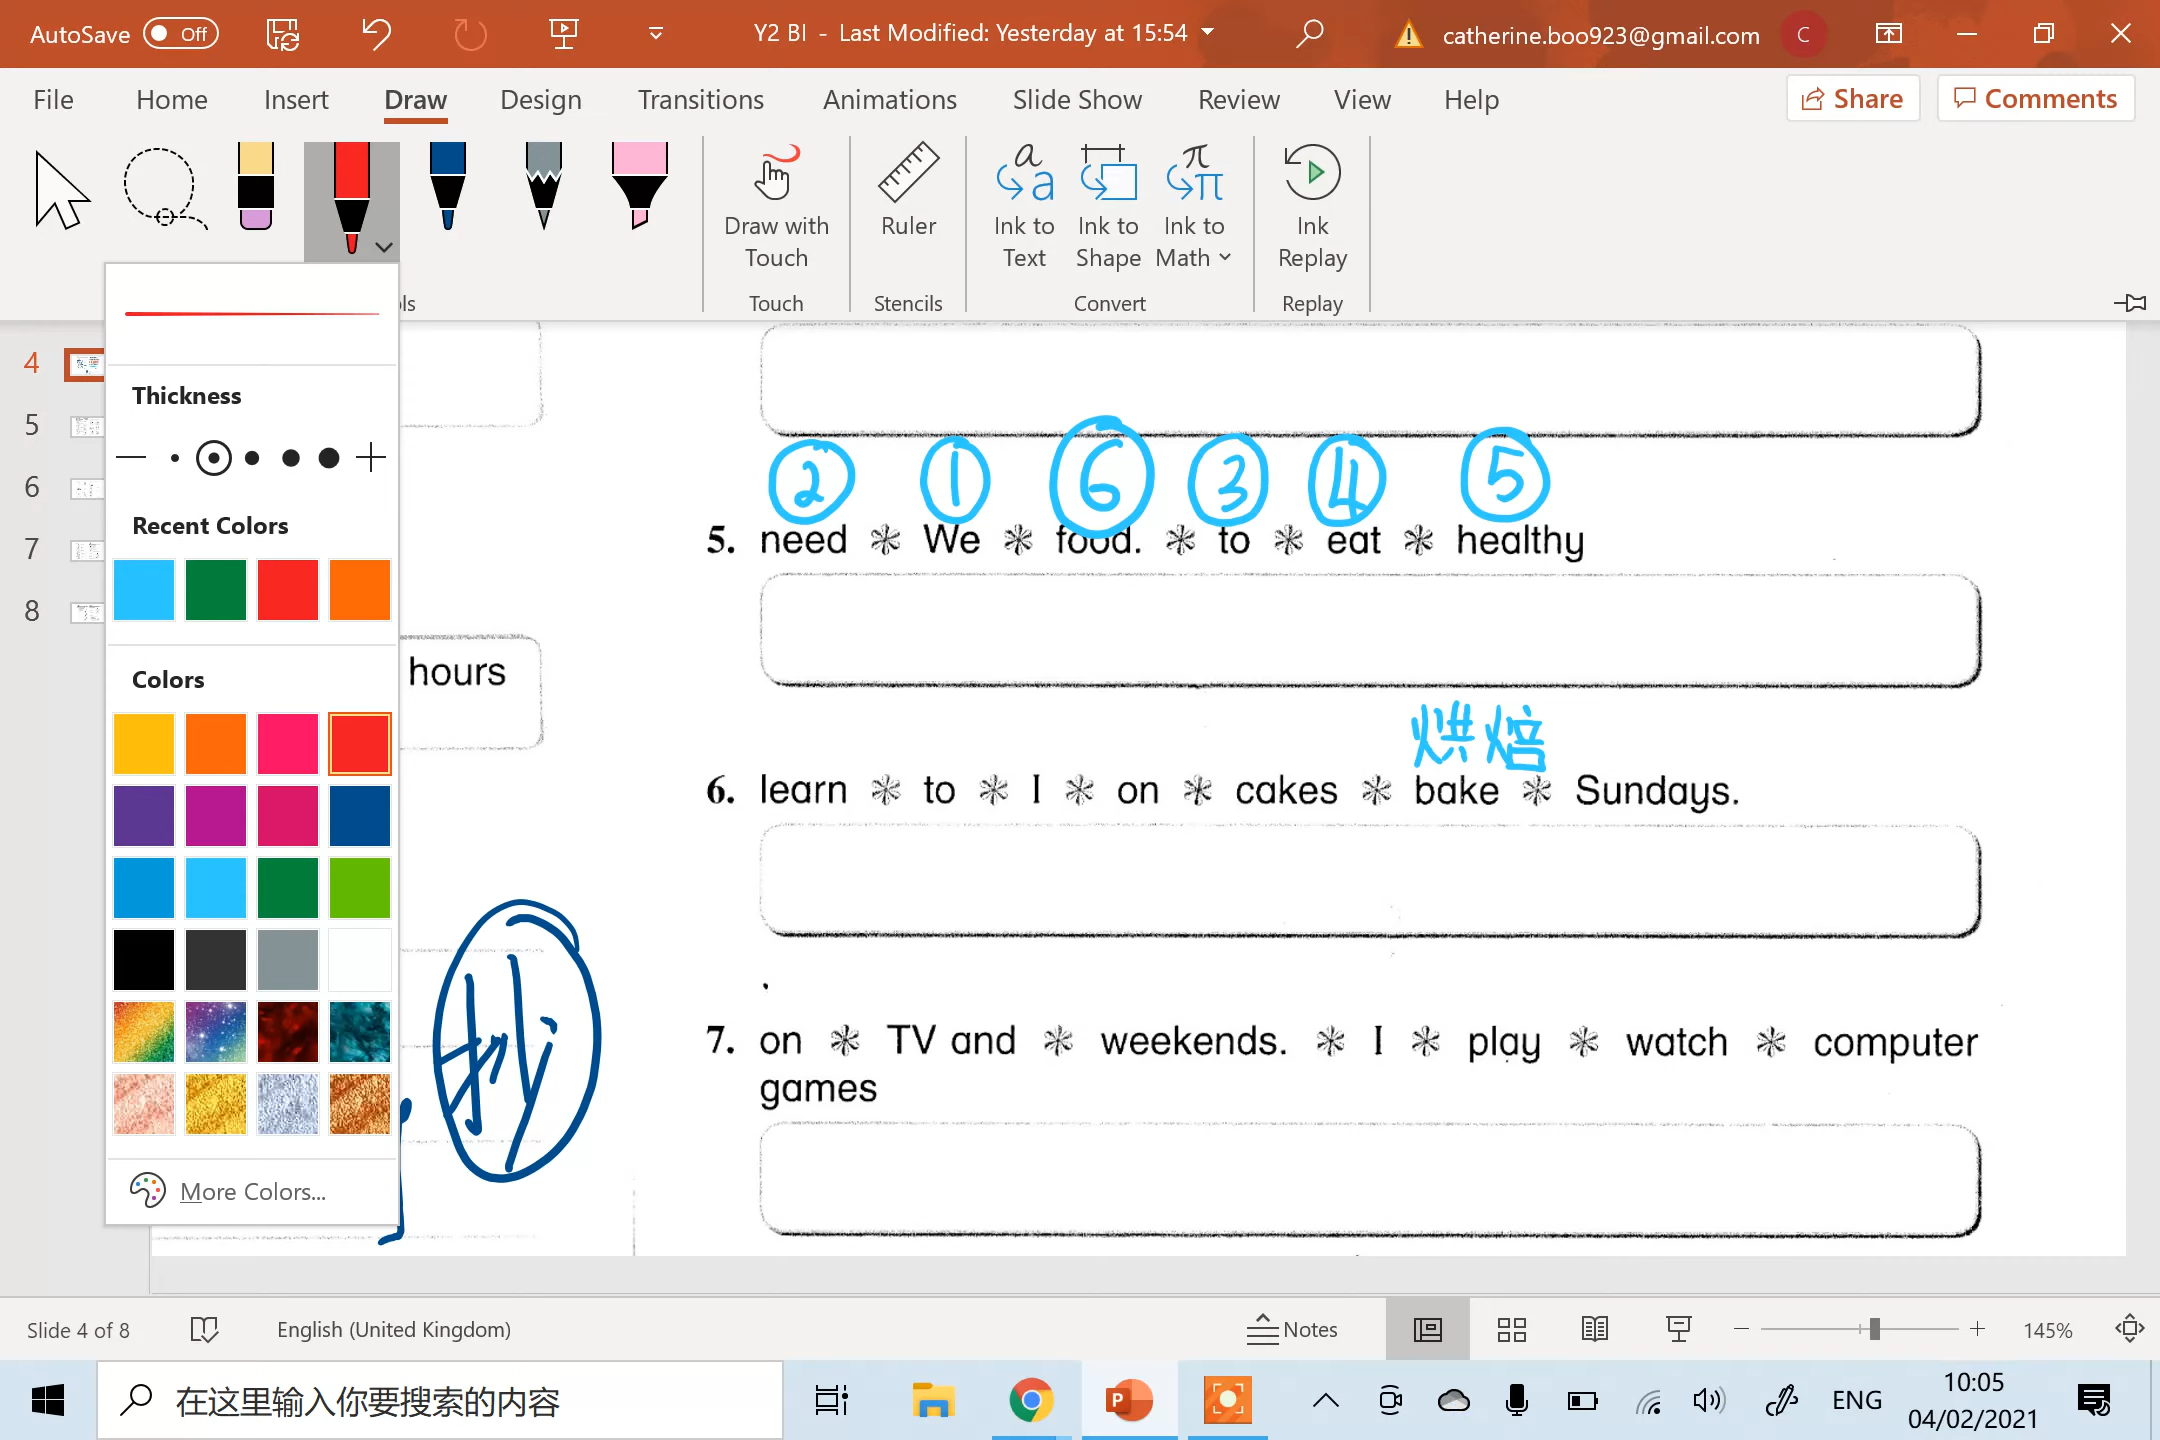 AutoSave Off Y2 BI - Last Modified: Yesterday at 15:54 catherine.boo923@gmail.com C
File Home Insert Draw Design Transitions Animations Slide Show Review View Help Share Comments
Draw with Touch
Ruler
Ink to Text
Ink to Shape
Ink to Math
Ink Replay
ls Touch Stencils Convert Replay
Thickness
Recent Colors
Colors
More Colors...
4
5
6
7
8
hours
② ① ⑥ ③ ④ ⑤
5. need * We * food. * to * eat * healthy
烘焙
6. learn * to * I * on * cakes * bake * Sundays.
7. on * TV and * weekends. * I * play * watch * computer
games
Slide 4 of 8 English (United Kingdom) Notes 145%
在这里输入你要搜索的内容 ENG 10:05
04/02/2021